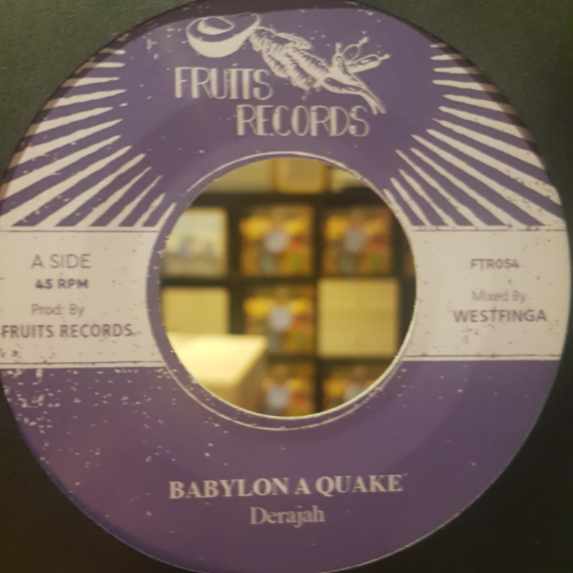 FRUITS
RECORDS
A SIDE
45 RPM
Prod: By
FRUITS RECORDS
FTR054
Mixed By
WESTFINGA
BABYLON A QUAKE
Derajah